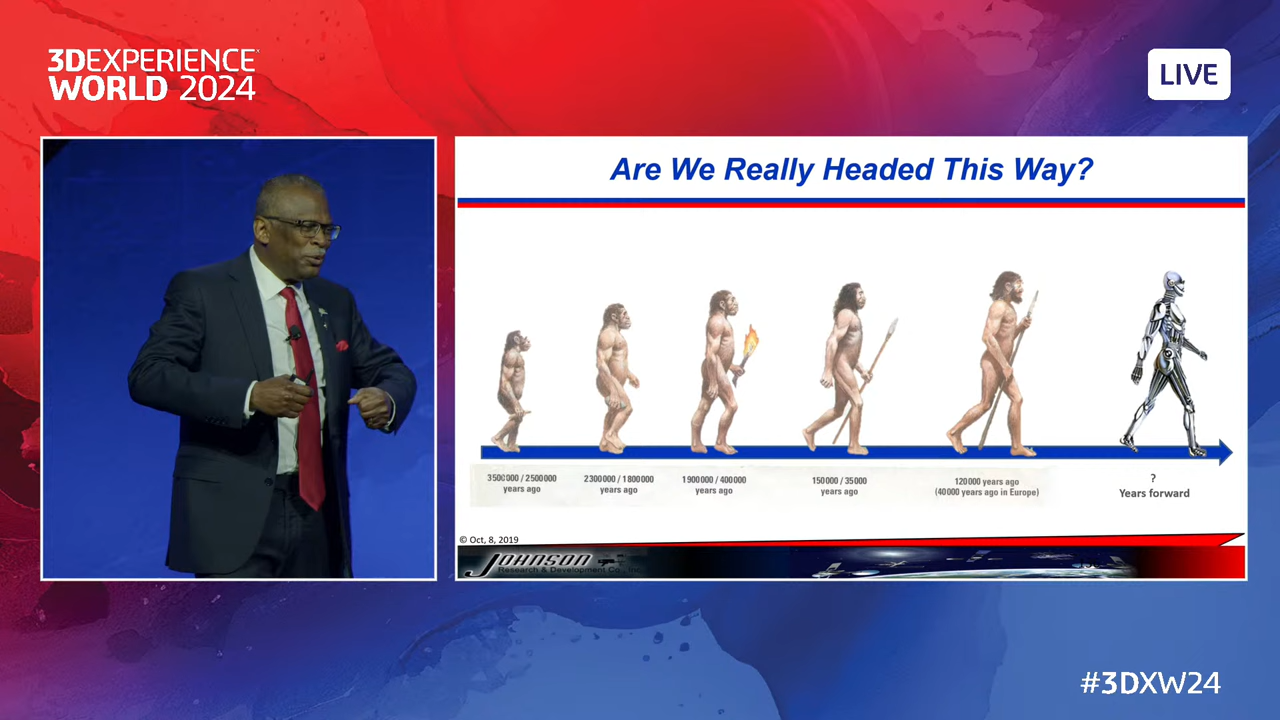 3DEXPERIENCE
WORLD 2024
LIVE
Are We Really Headed This Way?
3500000 / 2500000
years ago
2300000 / 1800000
years ago
1900000 / 400000
years ago
150000 / 35000
years ago
120000 years ago
(40000 years ago in Europe)
?
Years forward
© Oct, 8, 2019
JOHNSON
Research & Development Co., Inc.
#3DXW24